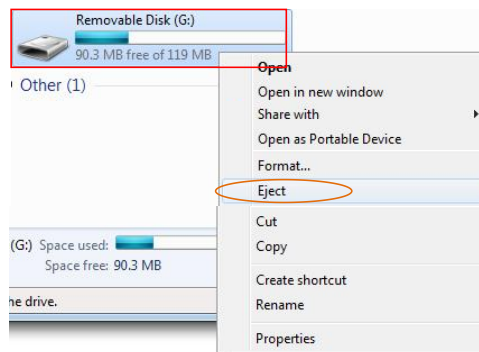 Removable Disk (G:)
90.3 MB free of 119 MB
Other (1)
Open
Open in new window
Share with
Open as Portable Device
Format...
Eject
Cut
Copy
Create shortcut
Rename
Properties
(G:) Space used:
Space free: 90.3 MB
he drive.